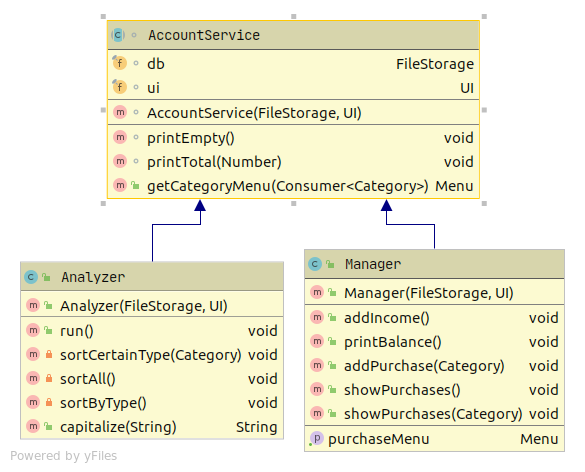 AccountService
db FileStorage
ui UI
AccountService(FileStorage, UI)
printEmpty() void
printTotal(Number) void
getCategoryMenu(Consumer<Category>) Menu
Analyzer
Analyzer(FileStorage, UI)
run() void
sortCertainType(Category) void
sortAll() void
sortByType() void
capitalize(String) String
Manager
Manager(FileStorage, UI)
addIncome() void
printBalance() void
addPurchase(Category) void
showPurchases() void
showPurchases(Category) void
purchaseMenu Menu
Powered by yFiles